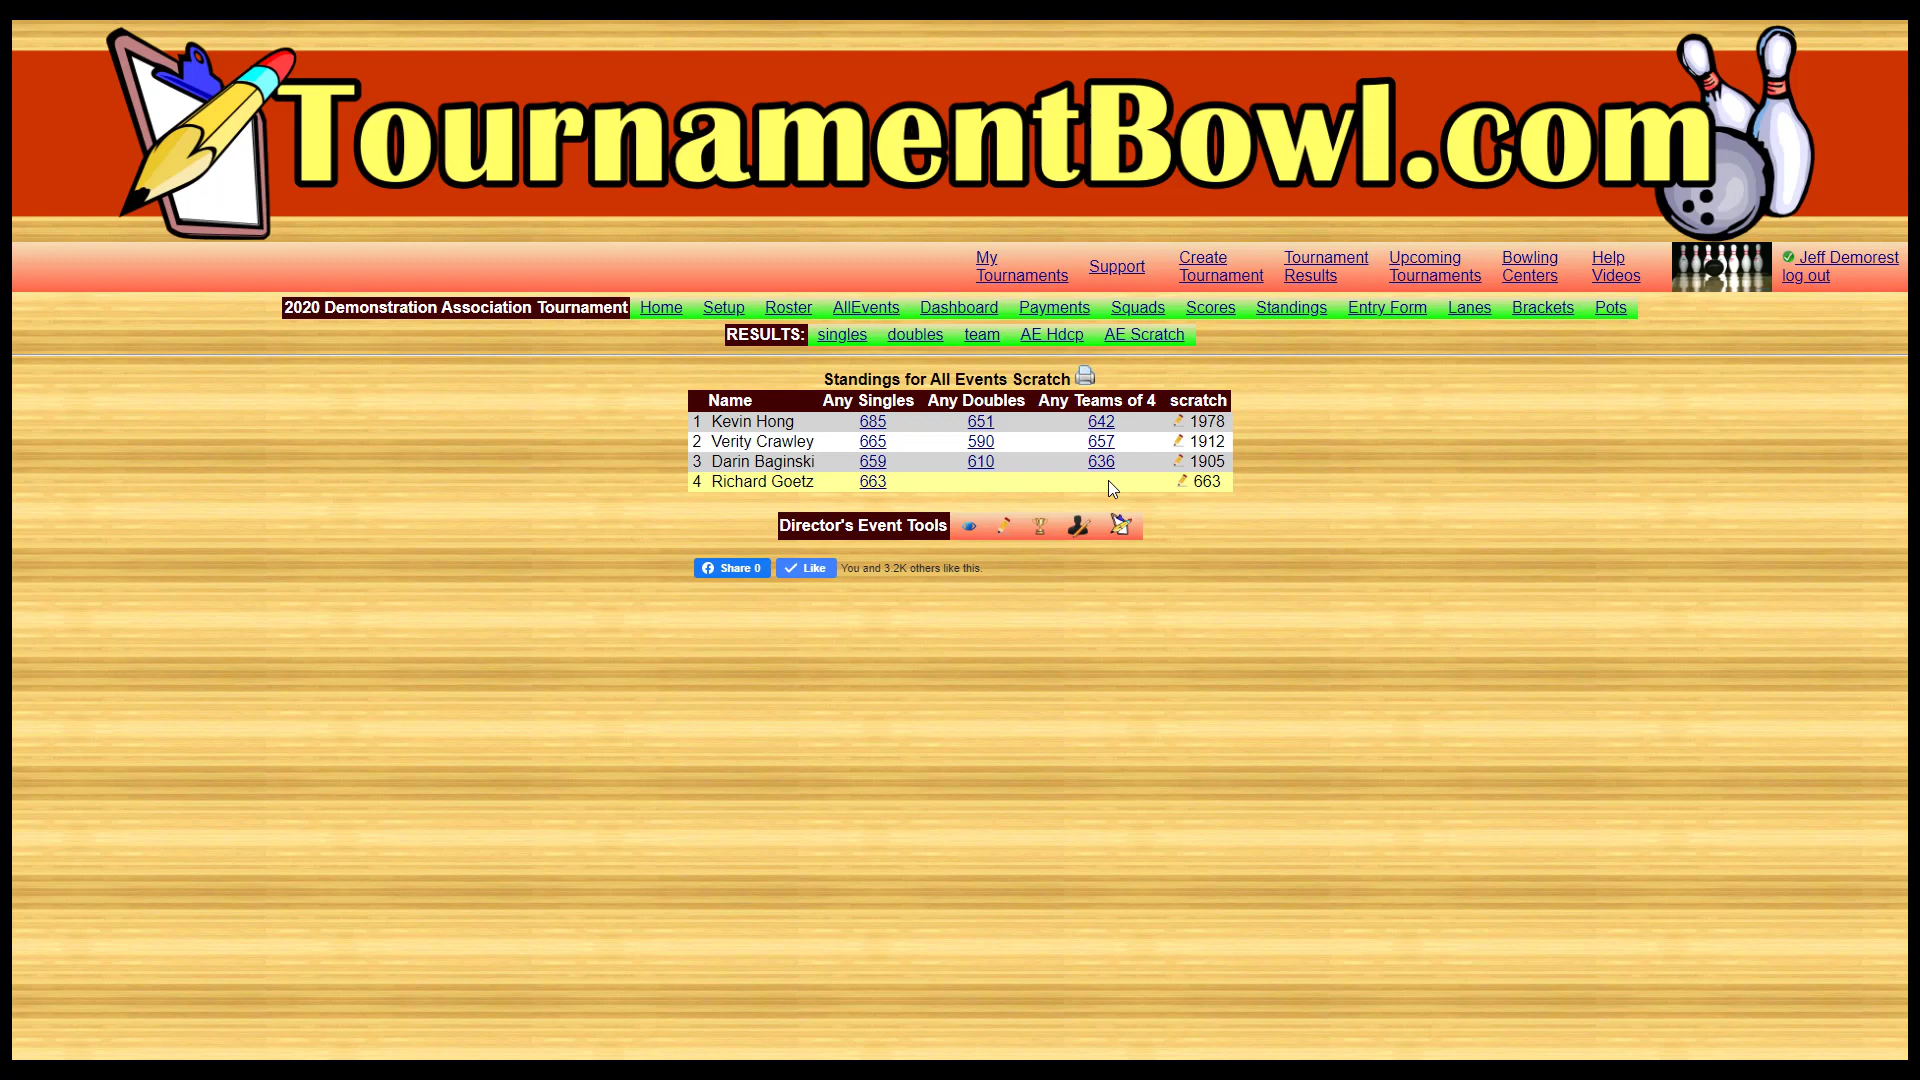 TournamentBowl.com
My Tournaments Support Create Tournament Tournament Results Upcoming Tournaments Bowling Centers Help Videos Jeff Demorest log out
2020 Demonstration Association Tournament Home Setup Roster AllEvents Dashboard Payments Squads Scores Standings Entry Form Lanes Brackets Pots
RESULTS: singles doubles team AE Hdcp AE Scratch
Standings for All Events Scratch
Name Any Singles Any Doubles Any Teams of 4 scratch
1 Kevin Hong 685 651 642 1978
2 Verity Crawley 665 590 657 1912
3 Darin Baginski 659 610 636 1905
4 Richard Goetz 663 663
Director's Event Tools
Share 0 Like You and 3.2K others like this.